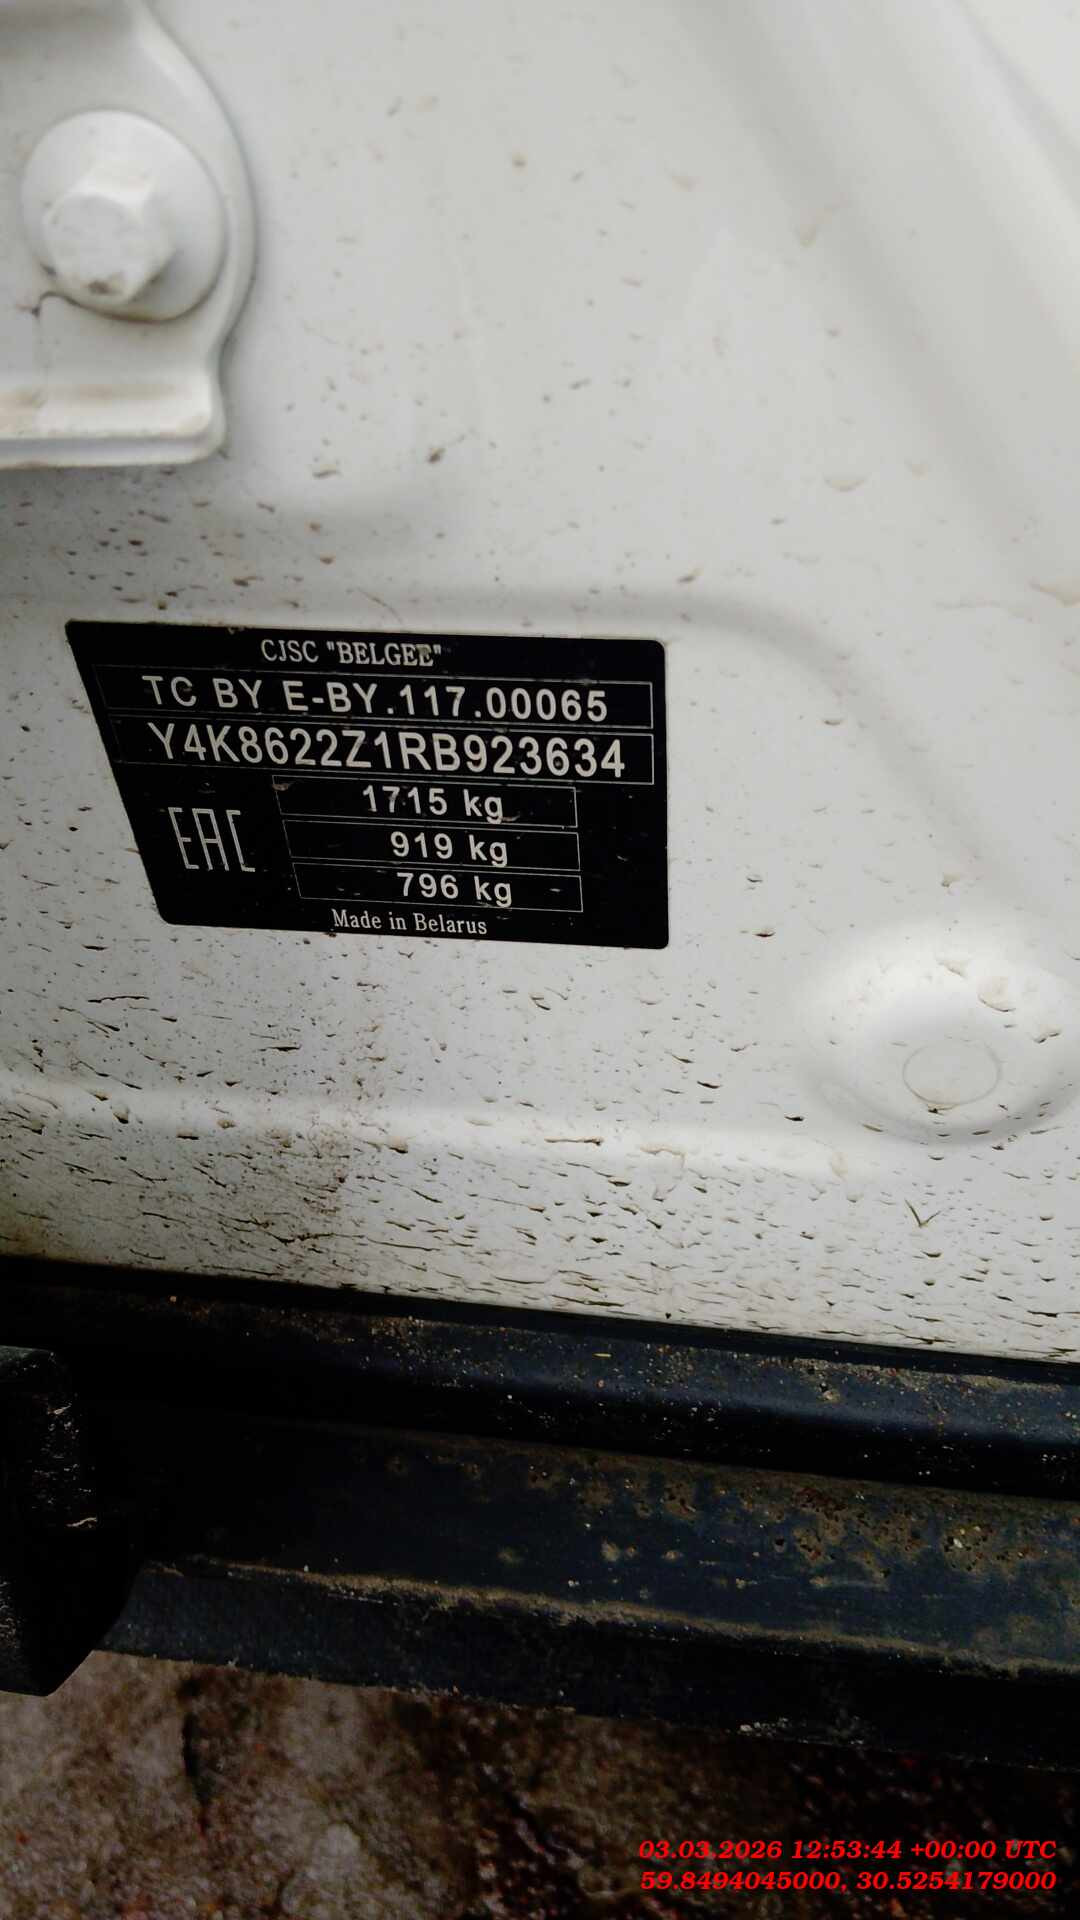 CJSC "BELGEE"
TC BY E-BY.117.00065
Y4K8622Z1RB923634
1715 kg
919 kg
EAC
796 kg
Made in Belarus
03.03.2026 12:53:44 +00:00 UTC
59.8494045000, 30.5254179000